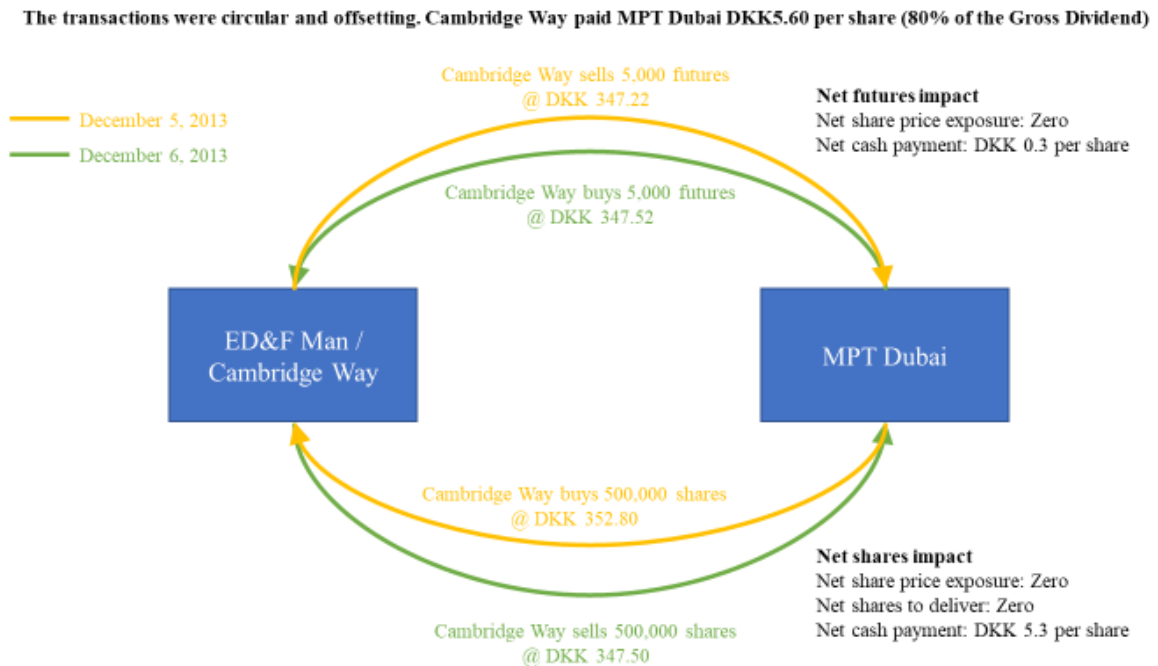 The transactions were circular and offsetting. Cambridge Way paid MPT Dubai DKK5.60 per share (80% of the Gross Dividend)
Cambridge Way sells 5,000 futures
@ DKK 347.22
December 5, 2013
December 6, 2013
Net futures impact
Net share price exposure: Zero
Net cash payment: DKK 0.3 per share
Cambridge Way buys 5,000 futures
@ DKK 347.52
ED&F Man /
Cambridge Way
MPT Dubai
Cambridge Way buys 500,000 shares
@ DKK 352.80
Net shares impact
Net share price exposure: Zero
Net shares to deliver: Zero
Net cash payment: DKK 5.3 per share
Cambridge Way sells 500,000 shares
@ DKK 347.50